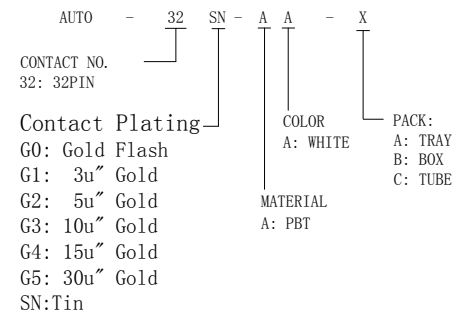 AUTO - 32 SN - A A - X
CONTACT NO.
32: 32PIN
Contact Plating
G0: Gold Flash
G1: 3u″ Gold
G2: 5u″ Gold
G3: 10u″ Gold
G4: 15u″ Gold
G5: 30u″ Gold
SN:Tin
MATERIAL
A: PBT
COLOR
A: WHITE
PACK:
A: TRAY
B: BOX
C: TUBE